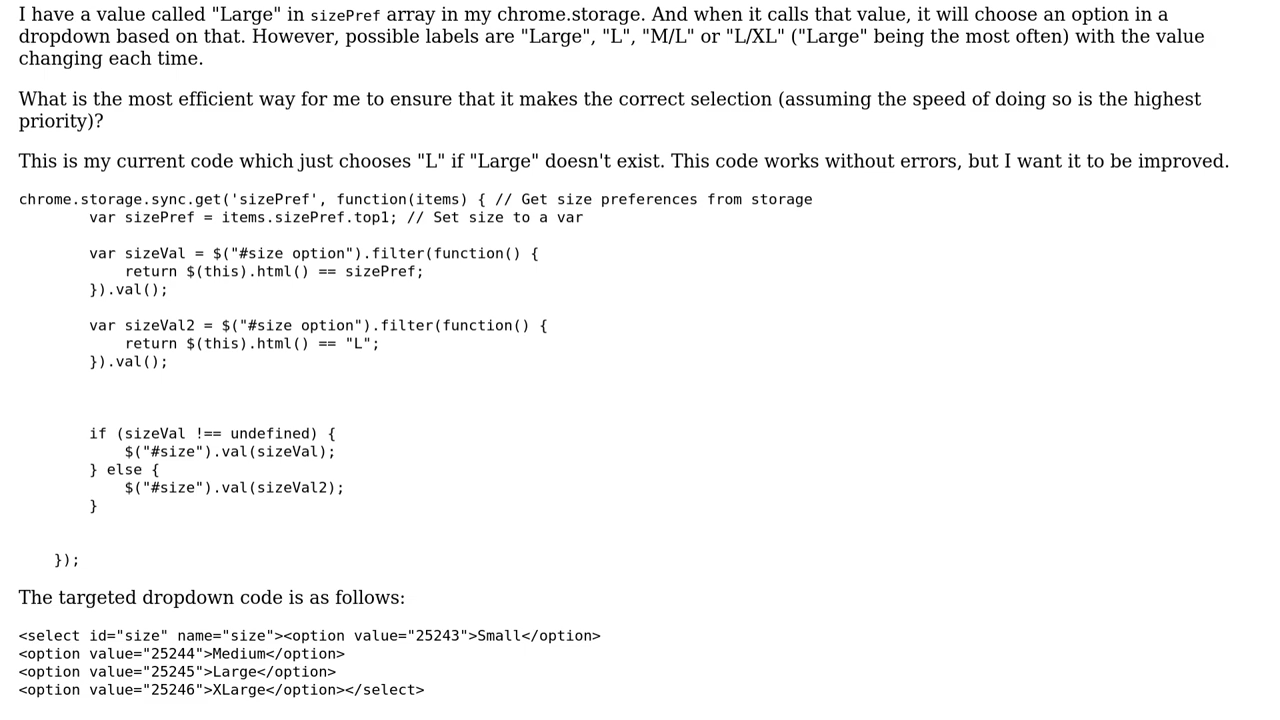 I have a value called "Large" in sizePref array in my chrome.storage. And when it calls that value, it will choose an option in a
dropdown based on that. However, possible labels are "Large", "L", "M/L" or "L/XL" ("Large" being the most often) with the value
changing each time.
What is the most efficient way for me to ensure that it makes the correct selection (assuming the speed of doing so is the highest
priority)?
This is my current code which just chooses "L" if "Large" doesn't exist. This code works without errors, but I want it to be improved.
chrome.storage.sync.get('sizePref', function(items) { // Get size preferences from storage
        var sizePref = items.sizePref.top1; // Set size to a var
        var sizeVal = $("#size option").filter(function() {
            return $(this).html() == sizePref;
        }).val();
        var sizeVal2 = $("#size option").filter(function() {
            return $(this).html() == "L";
        }).val();
        if (sizeVal !== undefined) {
            $("#size").val(sizeVal);
        } else {
            $("#size").val(sizeVal2);
        }
    });
The targeted dropdown code is as follows:
<select id="size" name="size"><option value="25243">Small</option>
<option value="25244">Medium</option>
<option value="25245">Large</option>
<option value="25246">XLarge</option></select>